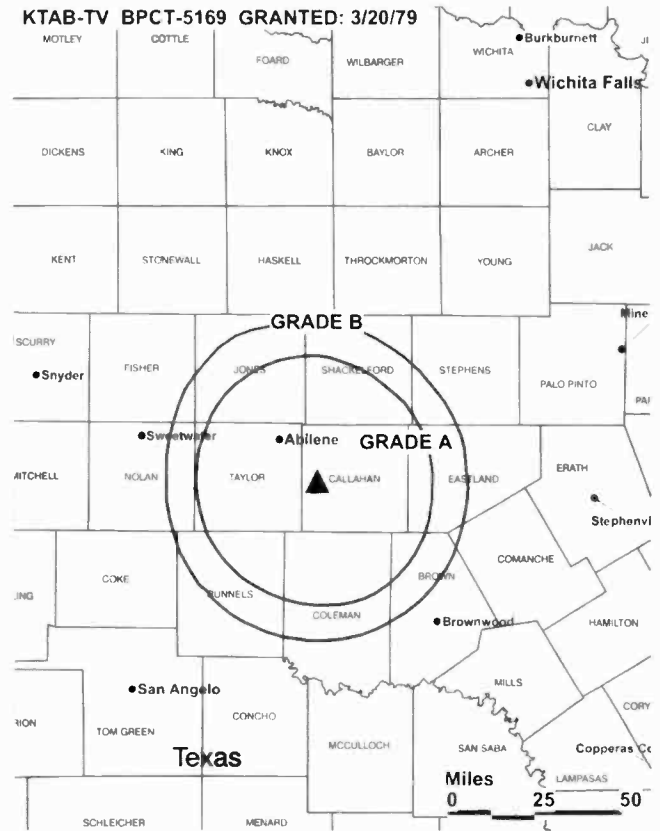 KTAB-TV BPCT-5169 GRANTED: 3/20/79
MOTLEY COTTLE FOARD WILBARGER WICHITA Burkburnett
Wichita Falls
CLAY
DICKENS KING KNOX BAYLOR ARCHER
KENT STONEWALL HASKELL THROCKMORTON YOUNG JACK
GRADE B
SCURRY FISHER JONES SHACKELFORD STEPHENS PALO PINTO
Snyder
Sweetwater Abilene GRADE A
MITCHELL NOLAN TAYLOR CALLAHAN EASTLAND ERATH
COKE RUNNELS COLEMAN BROWN COMANCHE
Brownwood HAMILTON
San Angelo MILLS
TOM GREEN CONCHO
Texas MCCULLOCH SAN SABA
LAMPASAS
Miles
0 25 50
SCHLEICHER MENARD